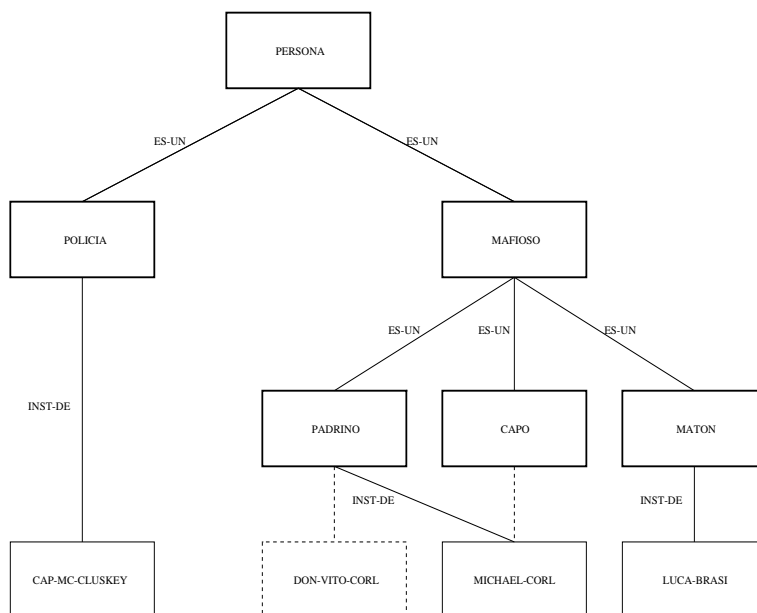 PERSONA
ES-UN ES-UN
POLICIA MAFIOSO
ES-UN ES-UN ES-UN
INST-DE
PADRINO CAPO MATON
INST-DE INST-DE
CAP-MC-CLUSKEY DON-VITO-CORL MICHAEL-CORL LUCA-BRASI